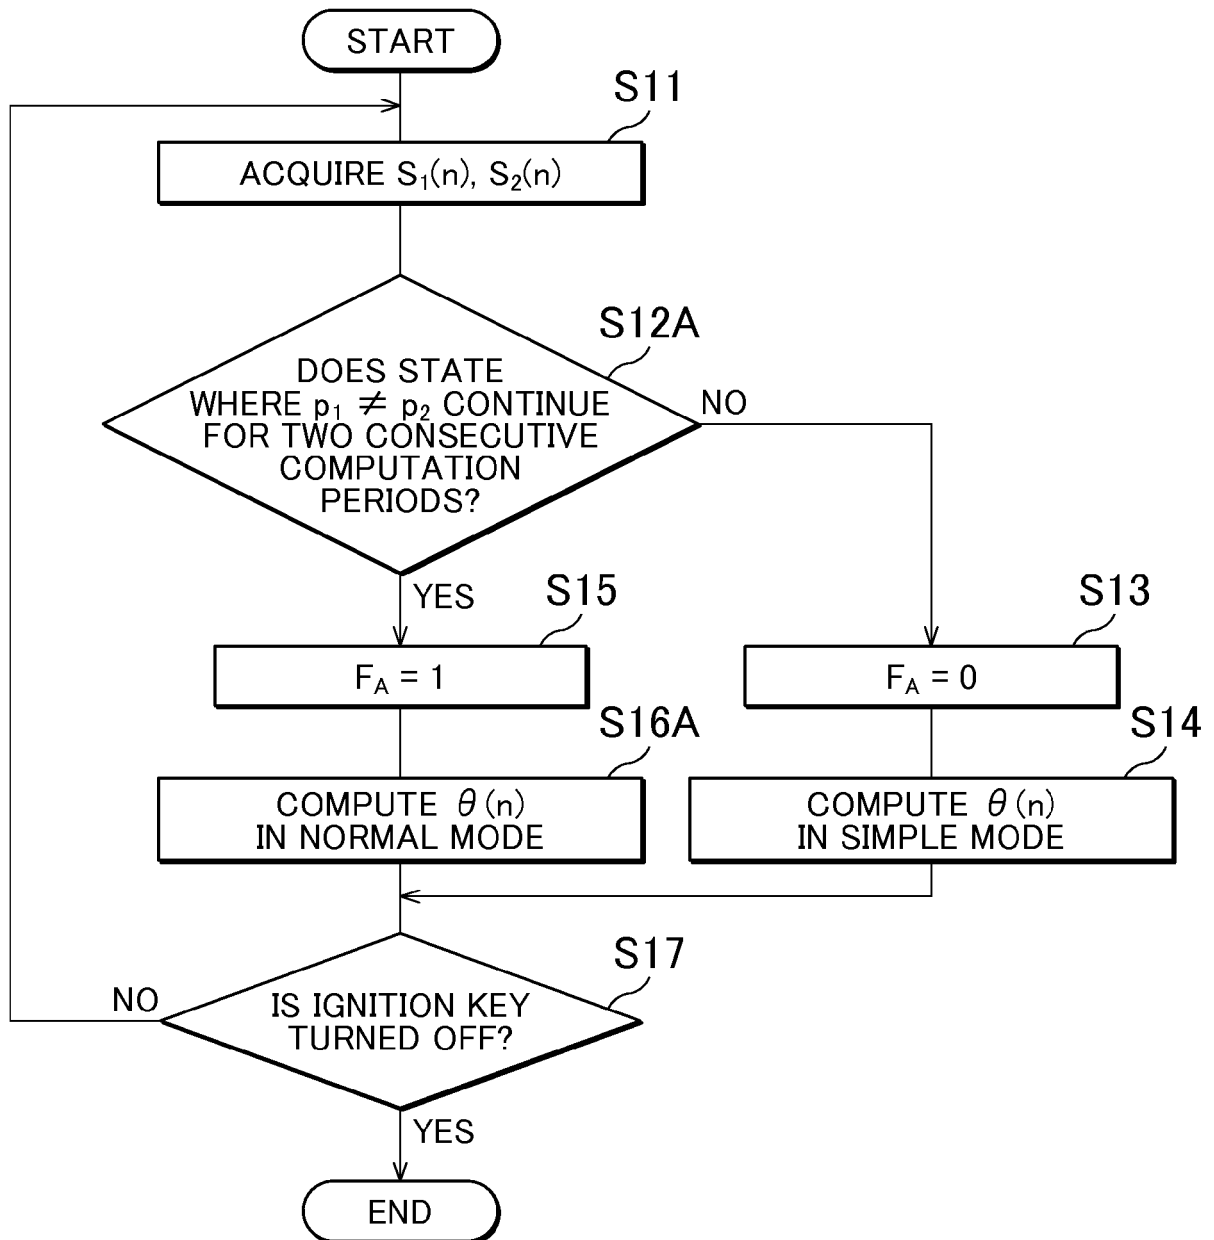 START
S11
ACQUIRE S₁(n), S₂(n)
S12A
DOES STATE
WHERE p₁ ≠ p₂ CONTINUE
FOR TWO CONSECUTIVE
COMPUTATION
PERIODS?
NO
YES
S15
F_A = 1
S13
F_A = 0
S16A
COMPUTE θ(n)
IN NORMAL MODE
S14
COMPUTE θ(n)
IN SIMPLE MODE
S17
IS IGNITION KEY
TURNED OFF?
NO
YES
END